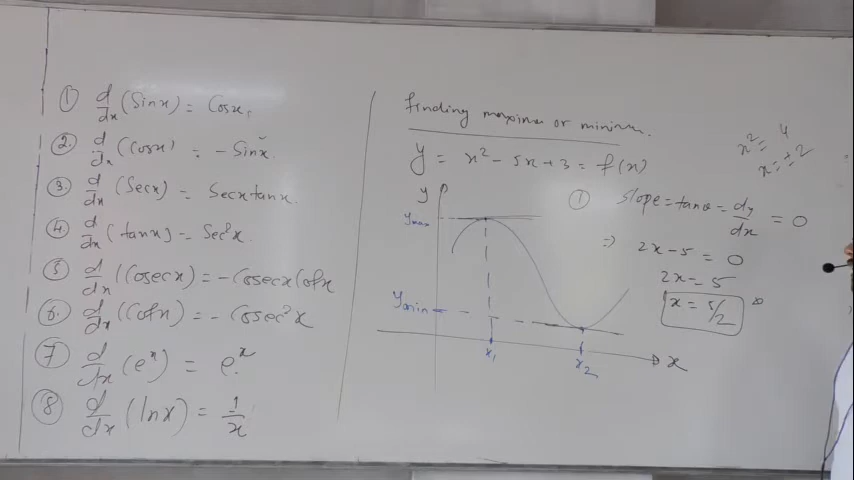 ① d/dx (Sinx) = Cosx,
②. d/dx (Cosx) = - Sinx.
③ d/dx (Secx) = Secxtanx.
④ d/dx (tanx) = Sec²x.
⑤ d/dx (Cosecx) = - CosecxCotx
⑥. d/dx (Cotx) = - Cosec²x
⑦ d/dx (eˣ) = eˣ.
⑧ d/dx (lnx) = 1/x
finding maxima or minima.
y = x² - 5x + 3 = f(x)
x² = 4
x = ± 2
① Slope = tanθ = dy/dx = 0
⇒ 2x - 5 = 0
2x = 5
x = 5/2
y
ymax
ymin
x₁
x₂
x